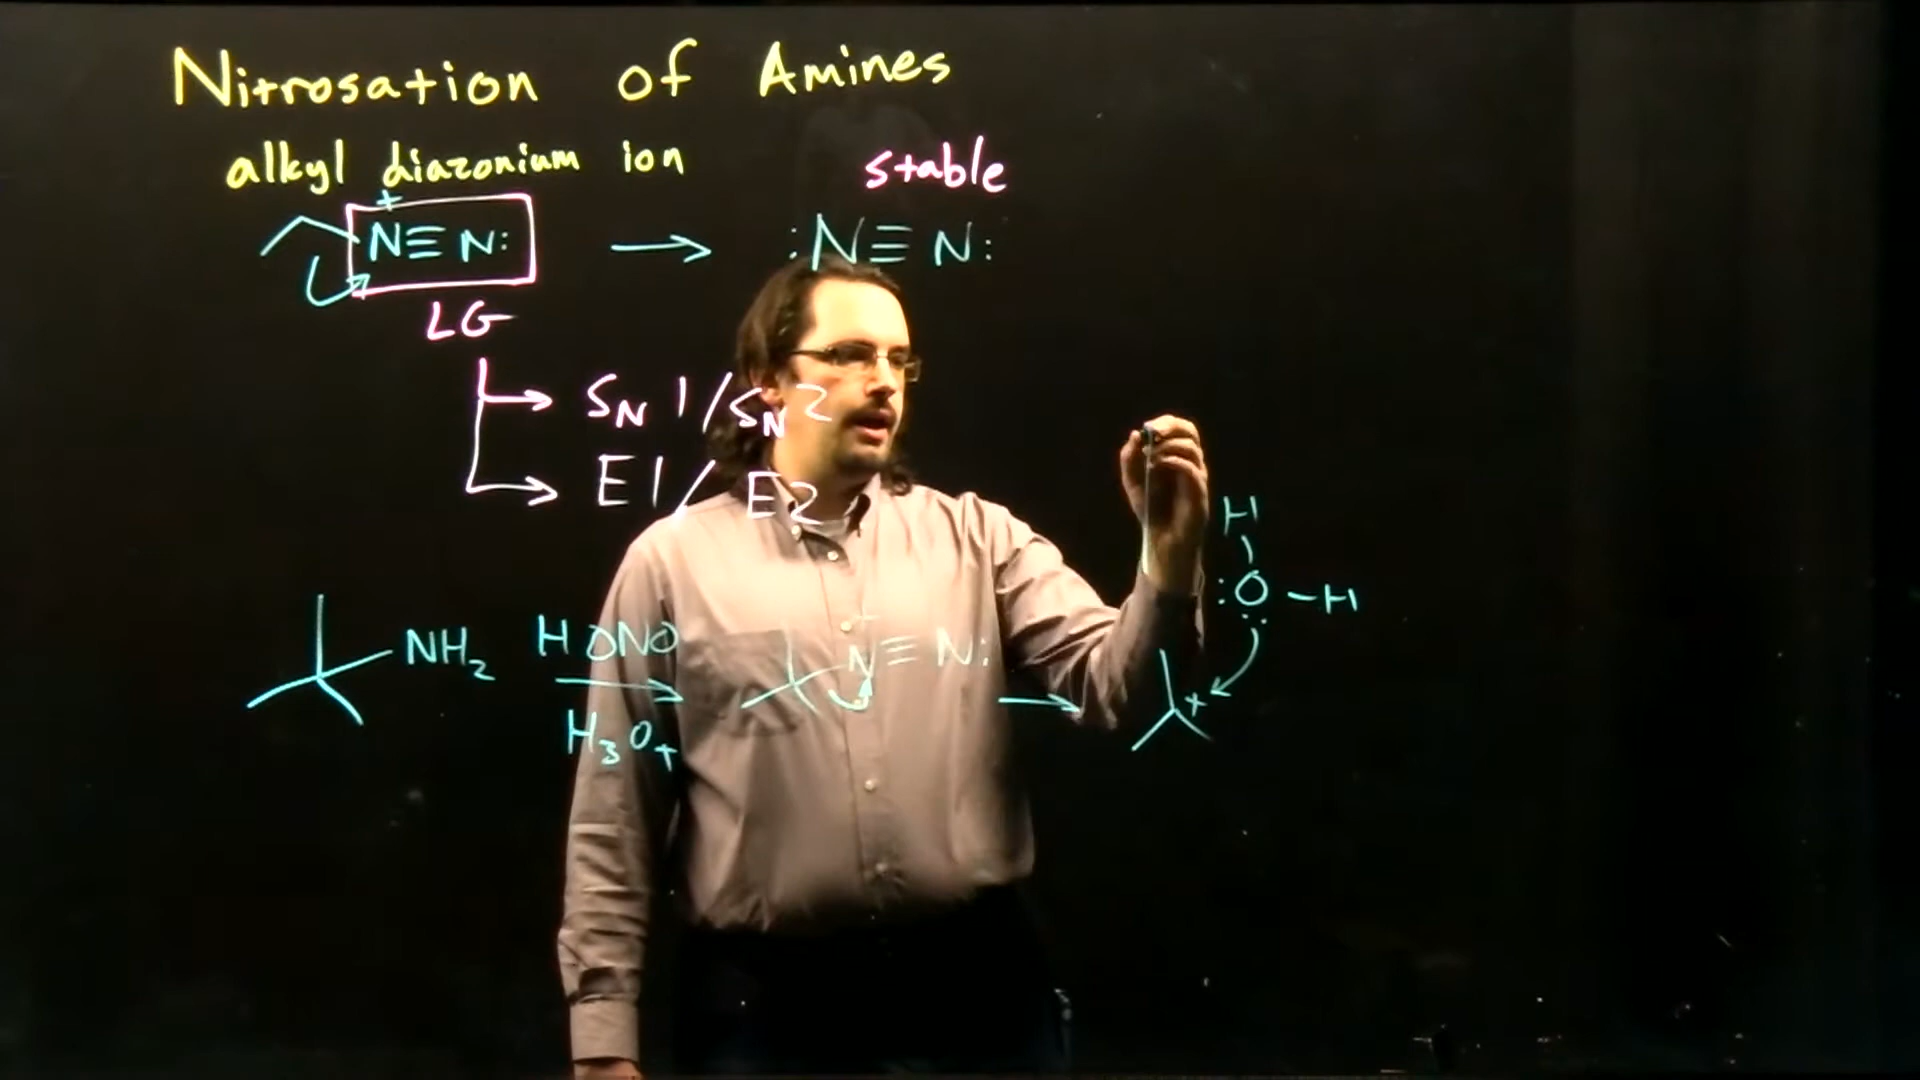 Nitrosation of Amines
alkyl diazonium ion
stable
+
N≡N: → :N≡N:
LG
SN1/SN2
E1/E2
H
:O-H
NH2 HONO N≡N:
+
H3O+